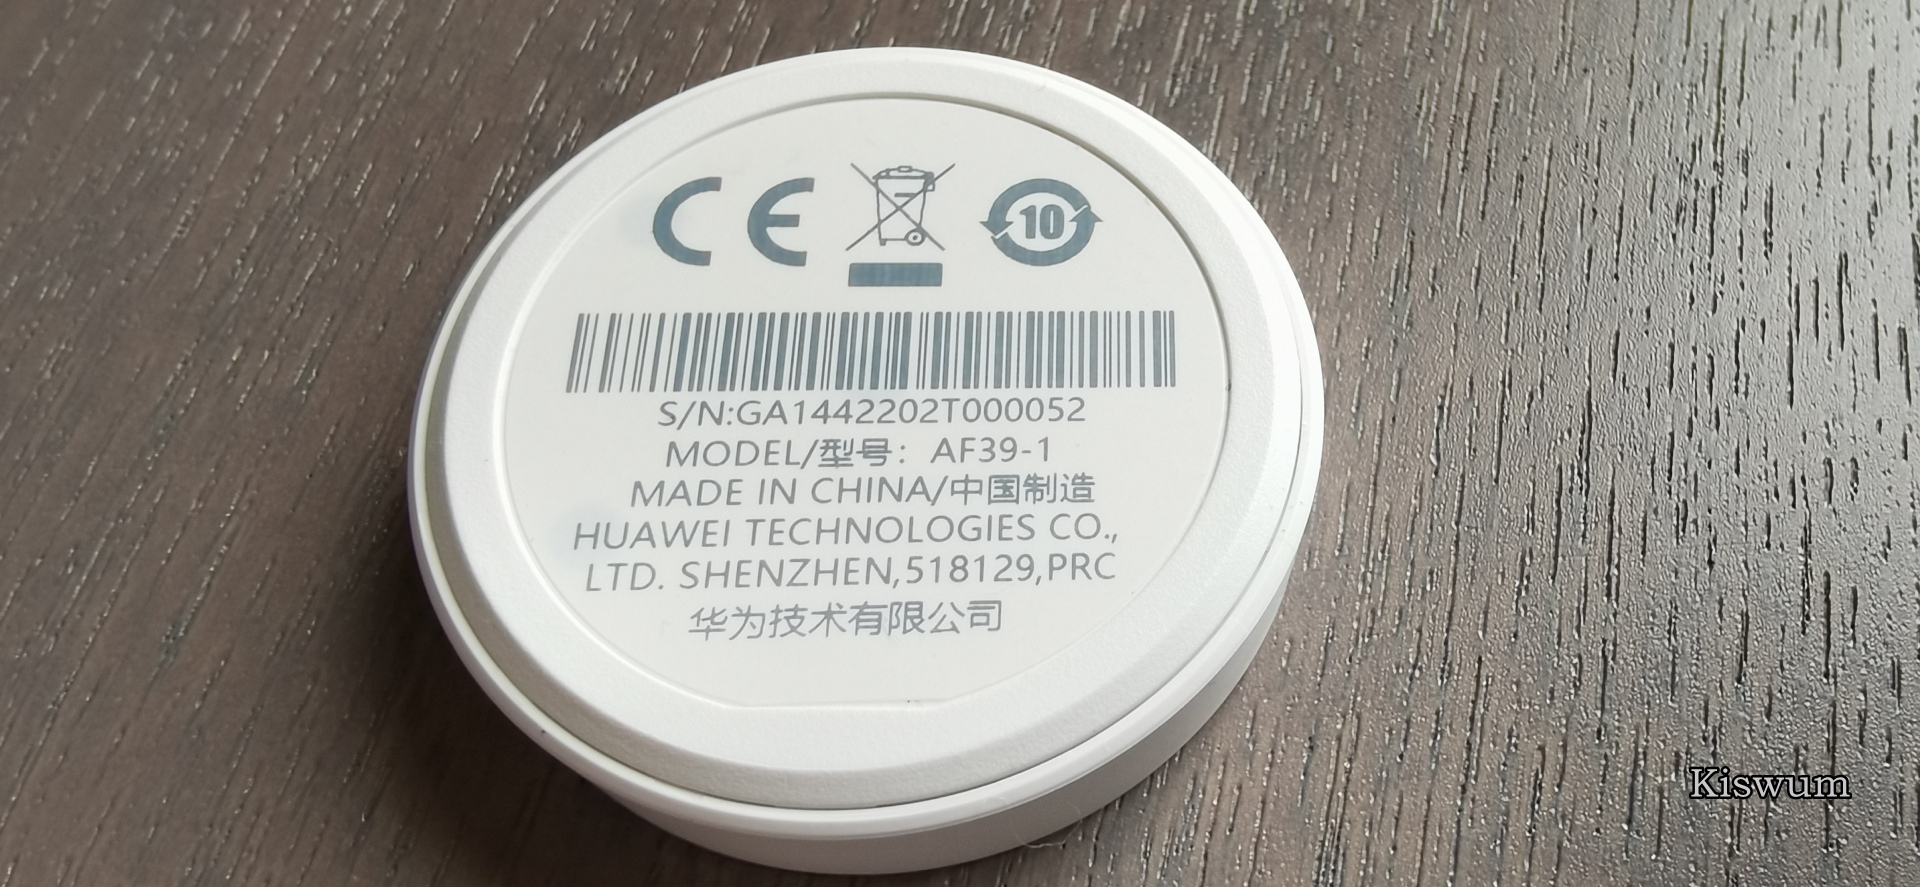 CE
10
S/N:GA1442202T000052
MODEL/型号：AF39-1
MADE IN CHINA/中国制造
HUAWEI TECHNOLOGIES CO.,
LTD. SHENZHEN,518129,PRC
华为技术有限公司
Kiswum